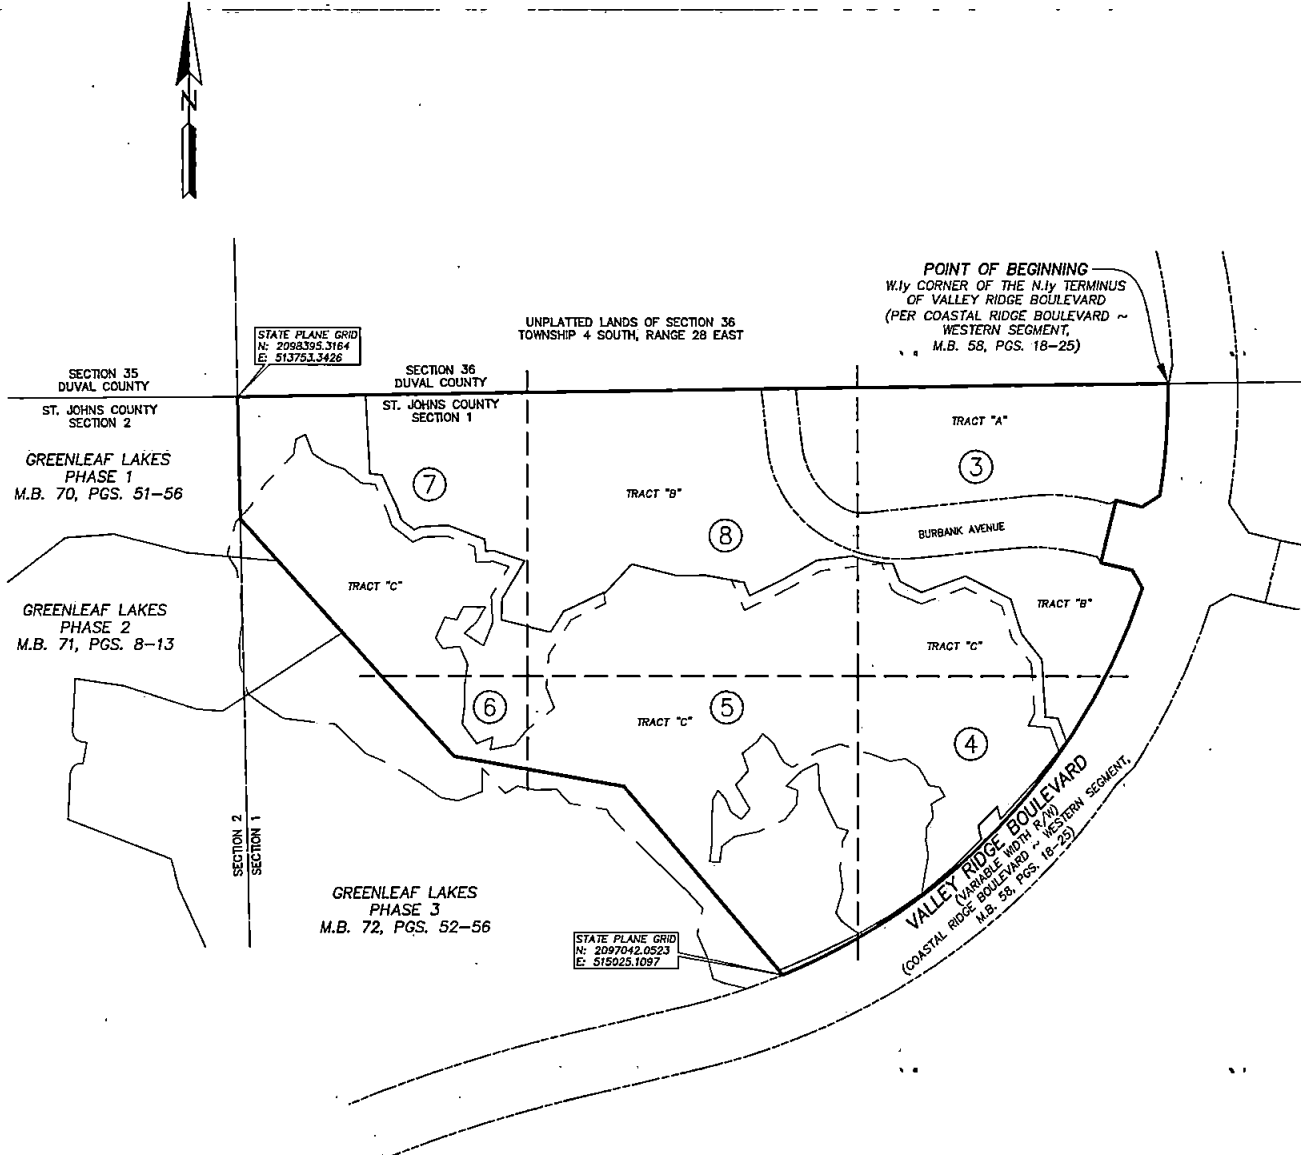 N
POINT OF BEGINNING
W.ly CORNER OF THE N.ly TERMINUS
OF VALLEY RIDGE BOULEVARD
(PER COASTAL RIDGE BOULEVARD ~
WESTERN SEGMENT,
M.B. 58, PGS. 18-25)
UNPLATTED LANDS OF SECTION 36
TOWNSHIP 4 SOUTH, RANGE 28 EAST
STATE PLANE GRID
N: 2098395.3164
E: 513753.3426
SECTION 35
DUVAL COUNTY
SECTION 36
DUVAL COUNTY
ST. JOHNS COUNTY
SECTION 2
ST. JOHNS COUNTY
SECTION 1
TRACT "A"
3
GREENLEAF LAKES
PHASE 1
M.B. 70, PGS. 51-56
7
TRACT "B"
8
BURBANK AVENUE
TRACT "C"
TRACT "B"
GREENLEAF LAKES
PHASE 2
M.B. 71, PGS. 8-13
TRACT "C"
6
TRACT "C"
5
4
SECTION 2
SECTION 1
VALLEY RIDGE BOULEVARD
(VARIABLE WIDTH R/W)
(COASTAL RIDGE BOULEVARD ~ WESTERN SEGMENT,
M.B. 58, PGS. 18-25)
GREENLEAF LAKES
PHASE 3
M.B. 72, PGS. 52-56
STATE PLANE GRID
N: 2097042.0523
E: 515025.1097